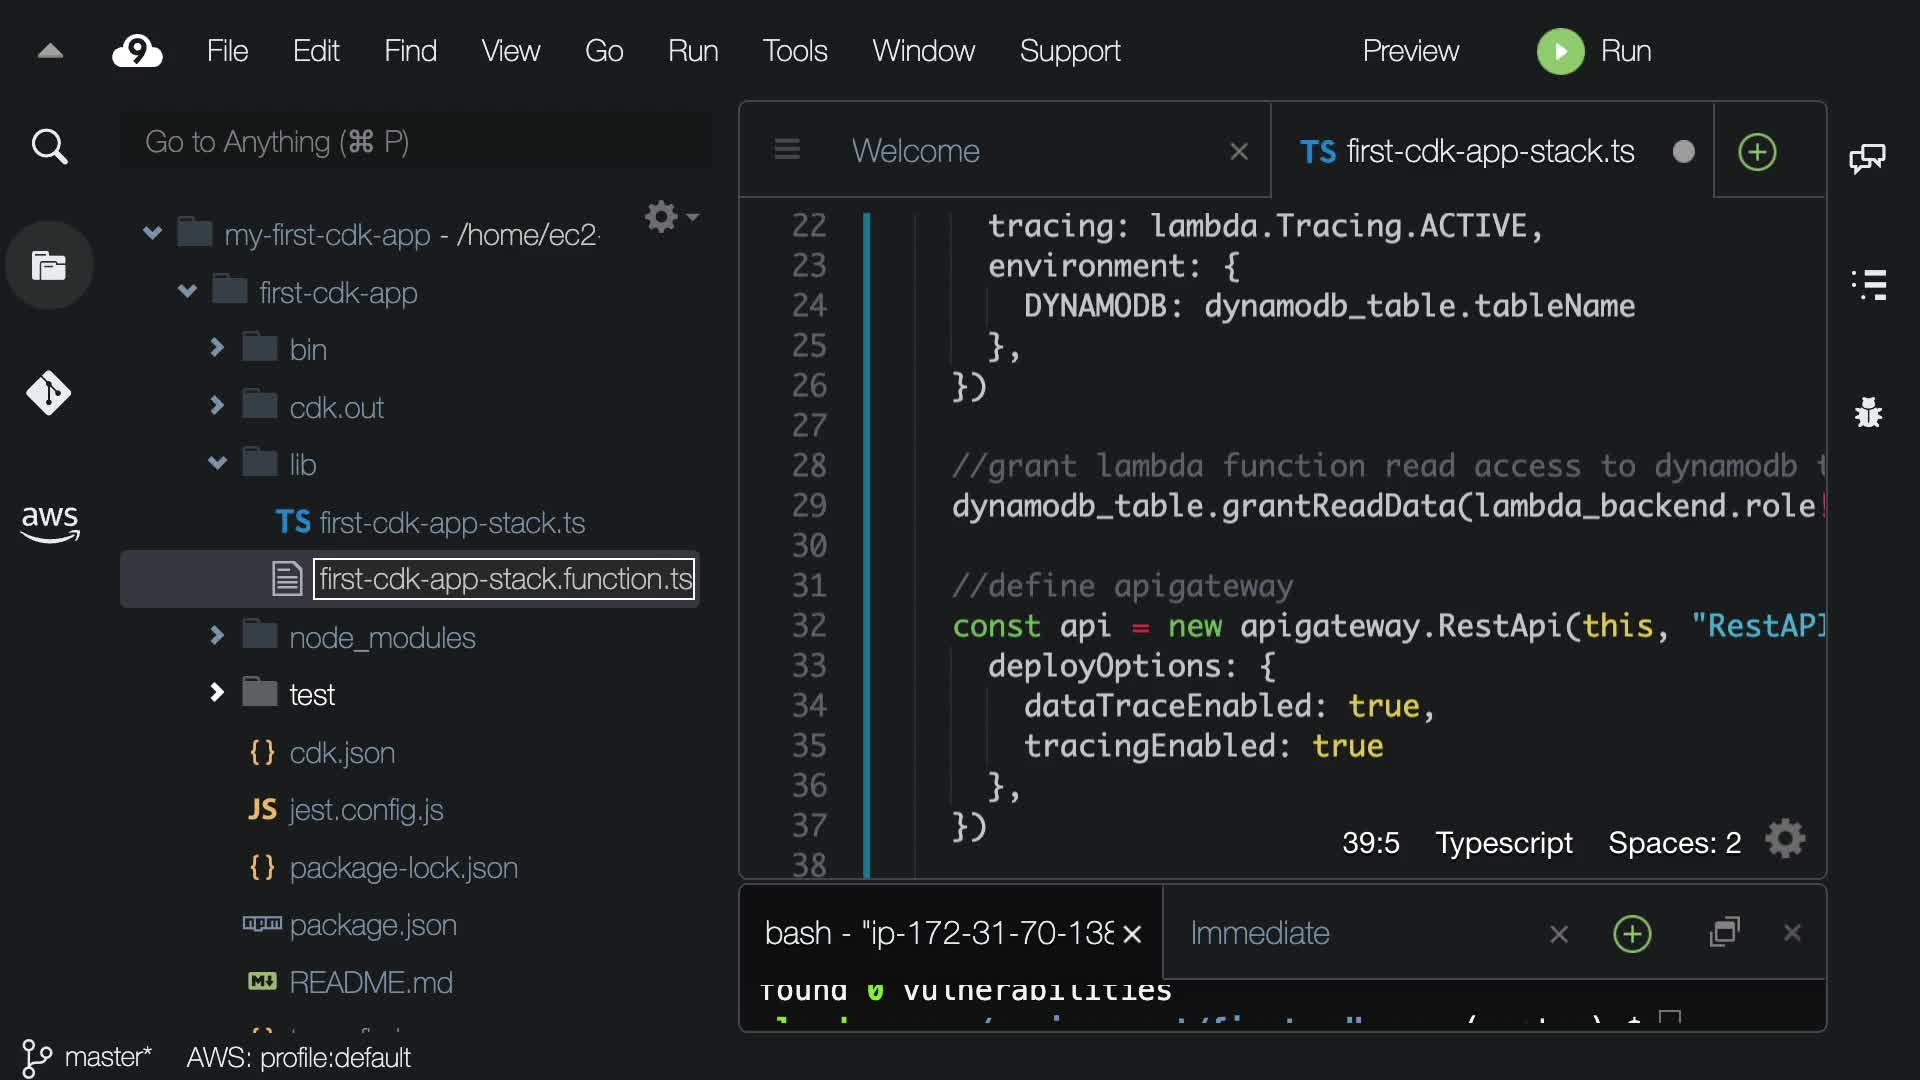 9 File Edit Find View Go Run Tools Window Support Preview Run
Go to Anything (⌘ P)
my-first-cdk-app - /home/ec2-
first-cdk-app
bin
cdk.out
lib
TS first-cdk-app-stack.ts
first-cdk-app-stack.function.ts
node_modules
test
{} cdk.json
JS jest.config.js
{} package-lock.json
package.json
README.md
aws
master* AWS: profile:default
Welcome
TS first-cdk-app-stack.ts
22 tracing: lambda.Tracing.ACTIVE,
23 environment: {
24 DYNAMODB: dynamodb_table.tableName
25 },
26 })
27
28 //grant lambda function read access to dynamodb
29 dynamodb_table.grantReadData(lambda_backend.role!
30
31 //define apigateway
32 const api = new apigateway.RestApi(this, "RestAPI
33 deployOptions: {
34 dataTraceEnabled: true,
35 tracingEnabled: true
36 },
37 })
38
39:5 Typescript Spaces: 2
bash - "ip-172-31-70-138
Immediate
found 0 vulnerabilities